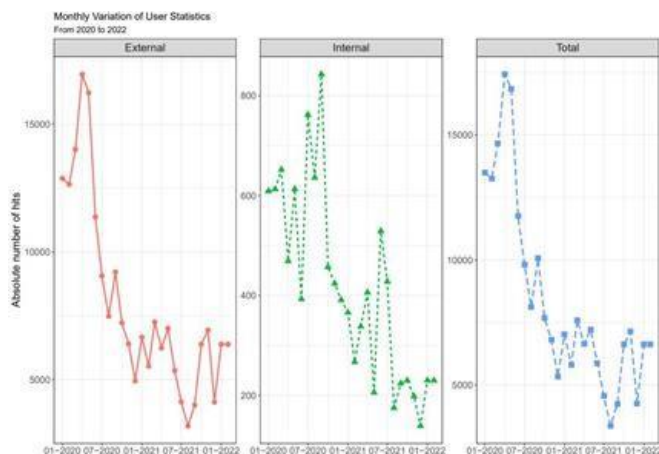 Monthly Variation of User Statistics
From 2020 to 2022
External
Internal
Total
Absolute number of hits
15000
10000
5000
800
600
400
200
15000
10000
5000
01−2020 07−2020 01−2021 07−2021 01−2022
01−2020 07−2020 01−2021 07−2021 01−2022
01−2020 07−2020 01−2021 07−2021 01−2022